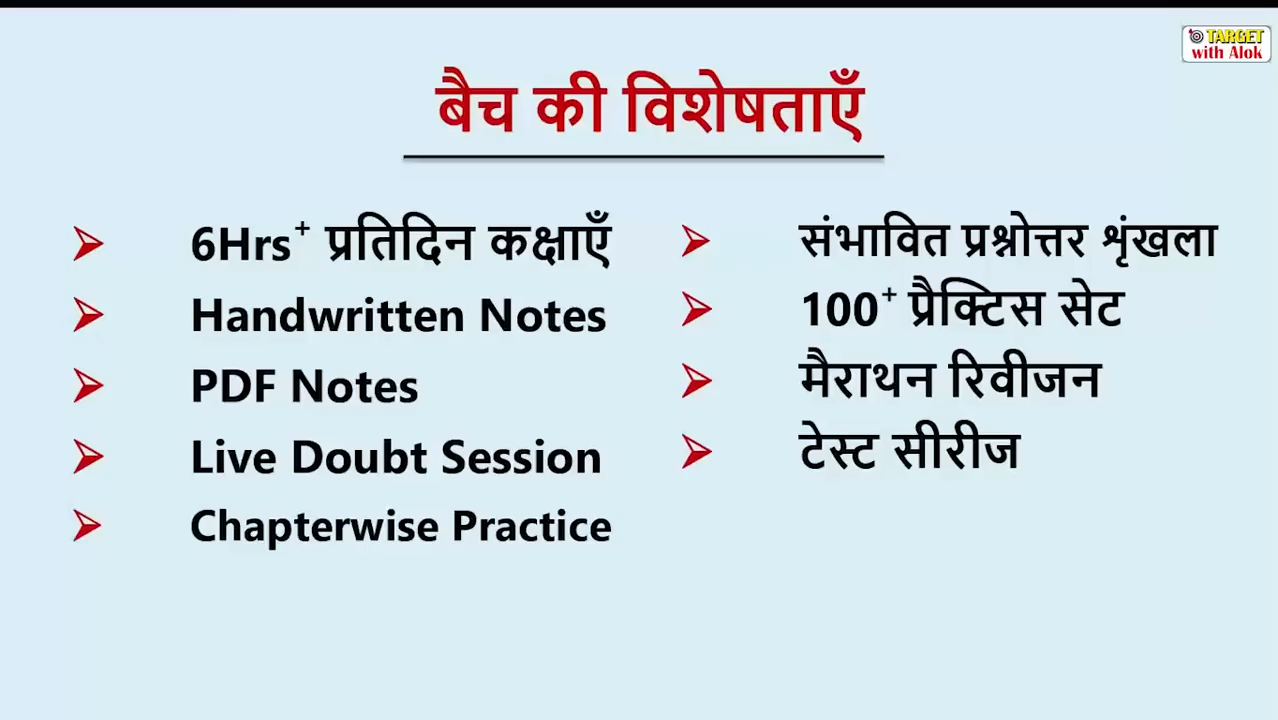 TARGET
with Alok
बैच की विशेषताएँ
6Hrs+ प्रतिदिन कक्षाएँ
Handwritten Notes
PDF Notes
Live Doubt Session
Chapterwise Practice
संभावित प्रश्नोत्तर शृंखला
100+ प्रैक्टिस सेट
मैराथन रिवीजन
टेस्ट सीरीज